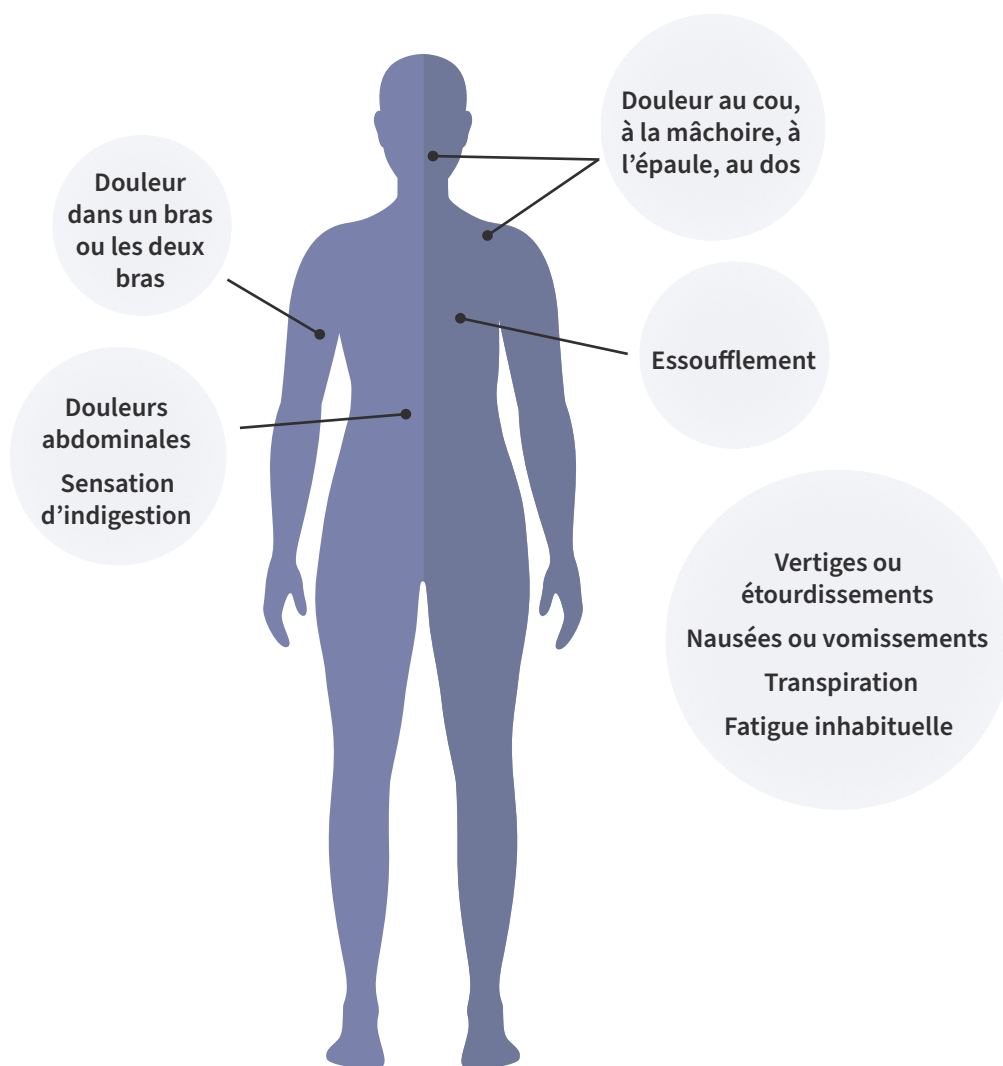 Douleur au cou,
à la mâchoire, à
l’épaule, au dos
Douleur
dans un bras
ou les deux
bras
Essoufflement
Douleurs
abdominales
Sensation
d’indigestion
Vertiges ou
étourdissements
Nausées ou vomissements
Transpiration
Fatigue inhabituelle